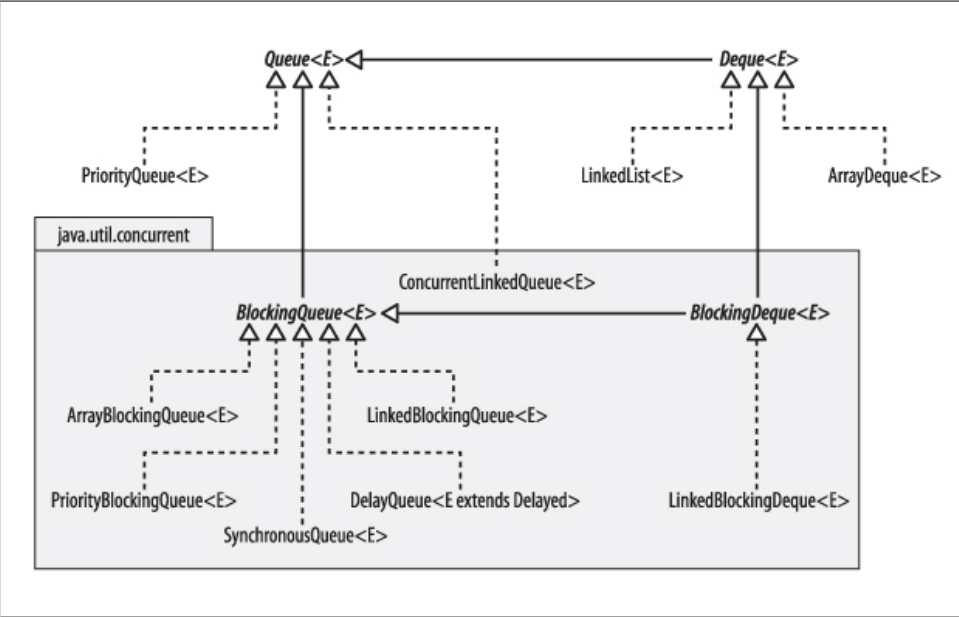 Queue<E>
Deque<E>
PriorityQueue<E>
LinkedList<E>
ArrayDeque<E>
java.util.concurrent
ConcurrentLinkedQueue<E>
BlockingQueue<E>
BlockingDeque<E>
ArrayBlockingQueue<E>
LinkedBlockingQueue<E>
PriorityBlockingQueue<E>
DelayQueue<E extends Delayed>
LinkedBlockingDeque<E>
SynchronousQueue<E>